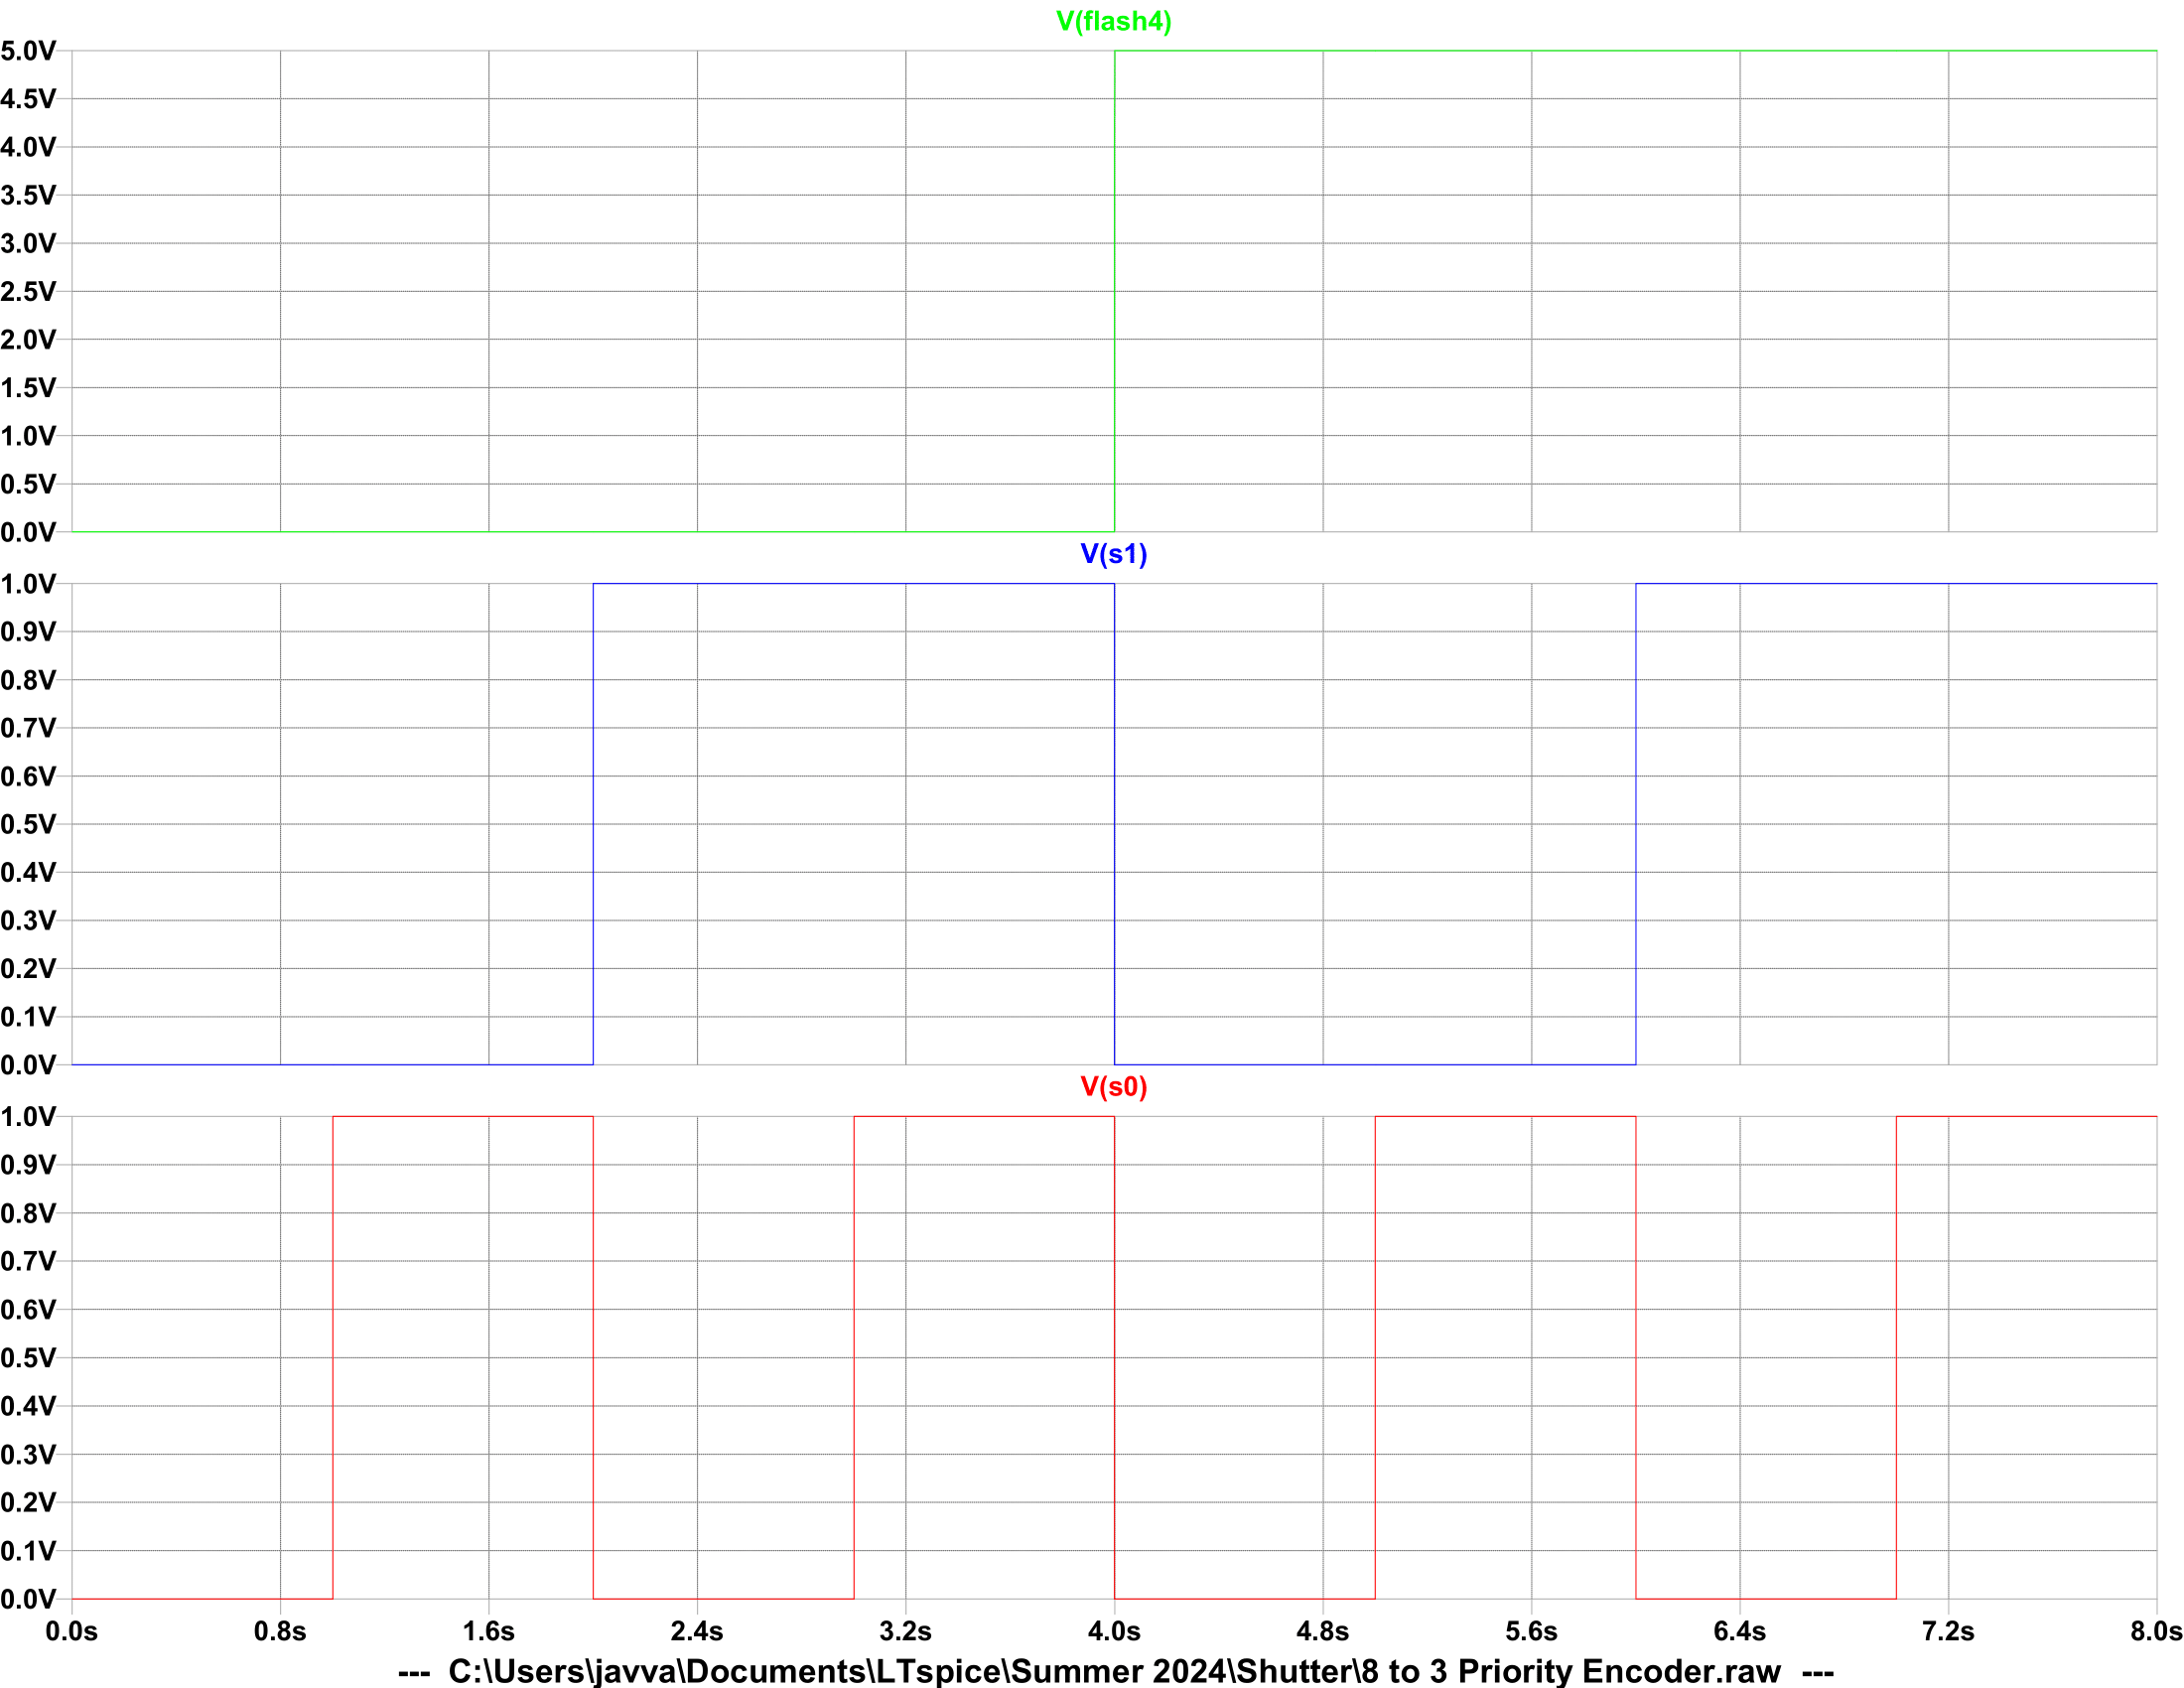 V(flash4)
5.0V
4.5V
4.0V
3.5V
3.0V
2.5V
2.0V
1.5V
1.0V
0.5V
0.0V
V(s1)
1.0V
0.9V
0.8V
0.7V
0.6V
0.5V
0.4V
0.3V
0.2V
0.1V
0.0V
V(s0)
1.0V
0.9V
0.8V
0.7V
0.6V
0.5V
0.4V
0.3V
0.2V
0.1V
0.0V
0.0s 0.8s 1.6s 2.4s 3.2s 4.0s 4.8s 5.6s 6.4s 7.2s 8.0s
--- C:\Users\javva\Documents\LTspice\Summer 2024\Shutter\8 to 3 Priority Encoder.raw ---